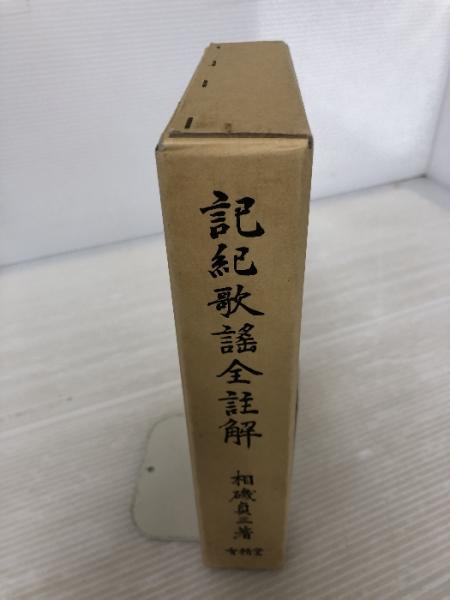 記紀歌謡全註解
相磯貞三著
有精堂